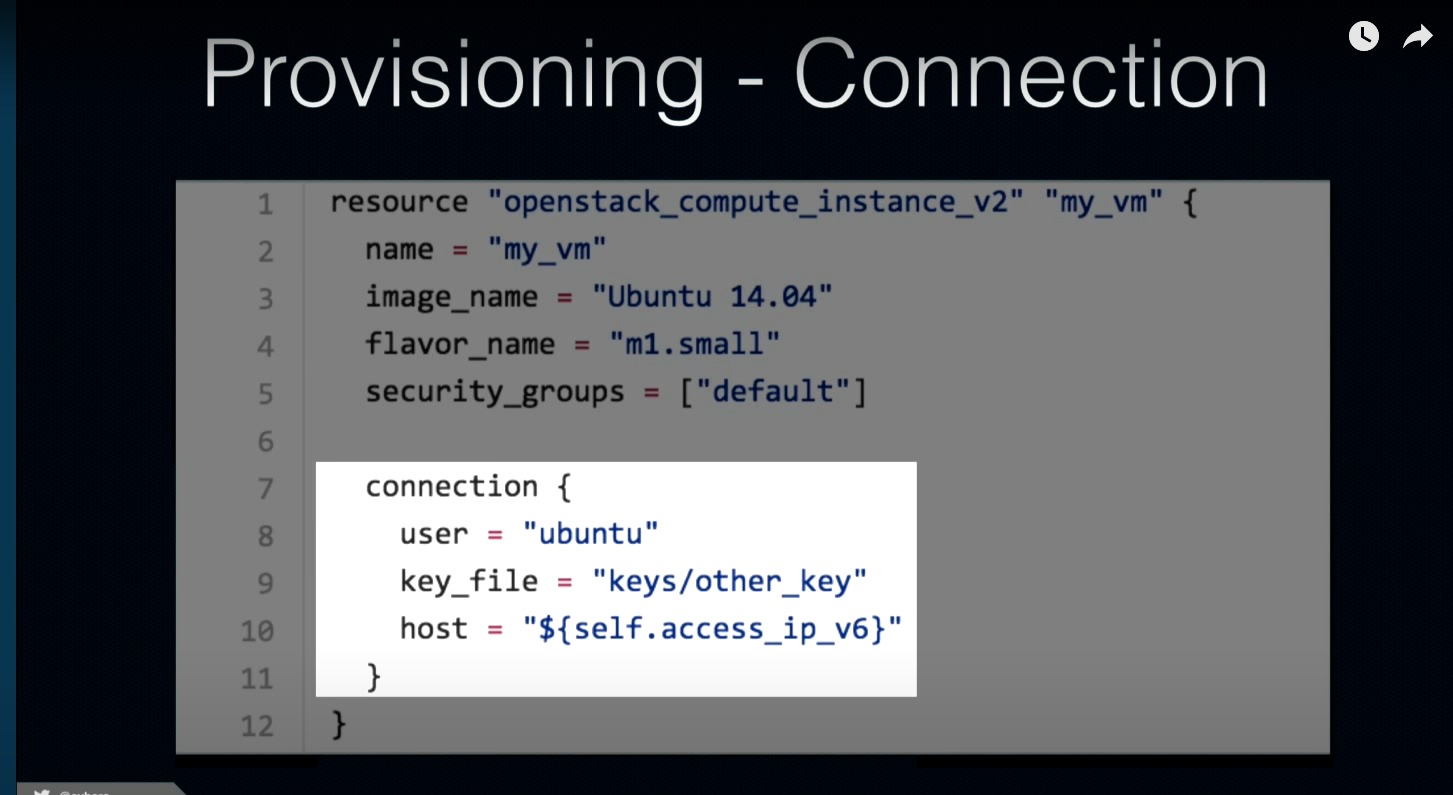 Provisioning - Connection
1 resource "openstack_compute_instance_v2" "my_vm" {
2 name = "my_vm"
3 image_name = "Ubuntu 14.04"
4 flavor_name = "m1.small"
5 security_groups = ["default"]
6
7 connection {
8 user = "ubuntu"
9 key_file = "keys/other_key"
10 host = "${self.access_ip_v6}"
11 }
12 }